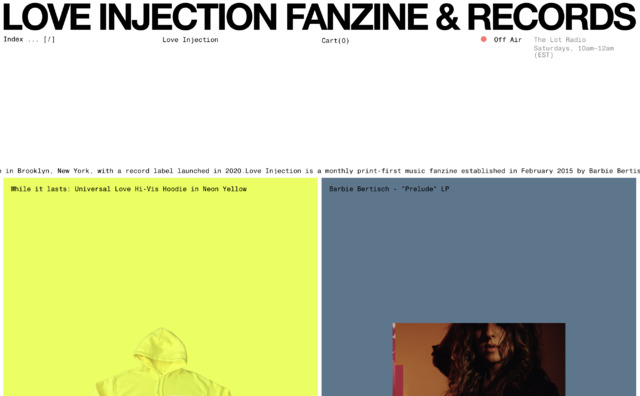 LOVE INJECTION FANZINE & RECORDS
Index ... [/]
Love Injection
Cart(0)
Off Air
The Lot Radio
Saturdays, 10am–12am
(EST)
in Brooklyn, New York, with a record label launched in 2020.Love Injection is a monthly print-first music fanzine established in February 2015 by Barbie Bertis
While it lasts: Universal Love Hi-Vis Hoodie in Neon Yellow
Barbie Bertisch - "Prelude" LP